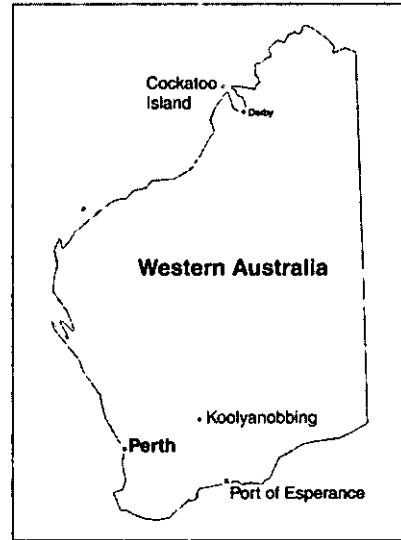 Cockatoo
Island
Derby
Western Australia
Koolyanobbing
Perth
Port of Esperance